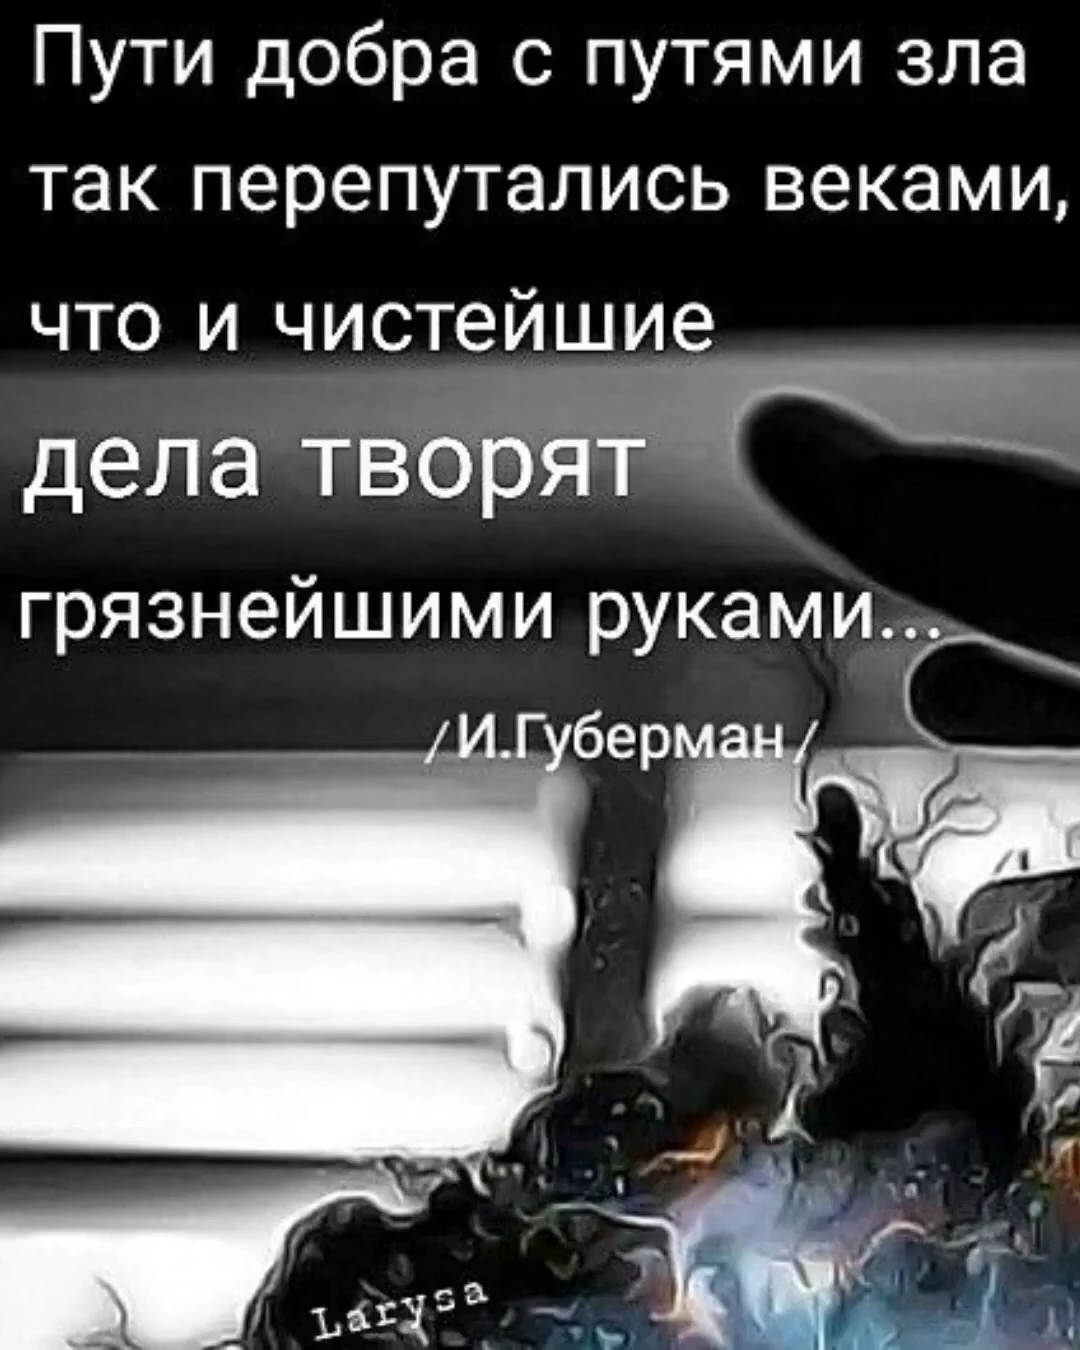 Пути добра с путями зла
так перепутались веками,
что и чистейшие
дела творят
грязнейшими руками...
/И.Губерман/
Larysa